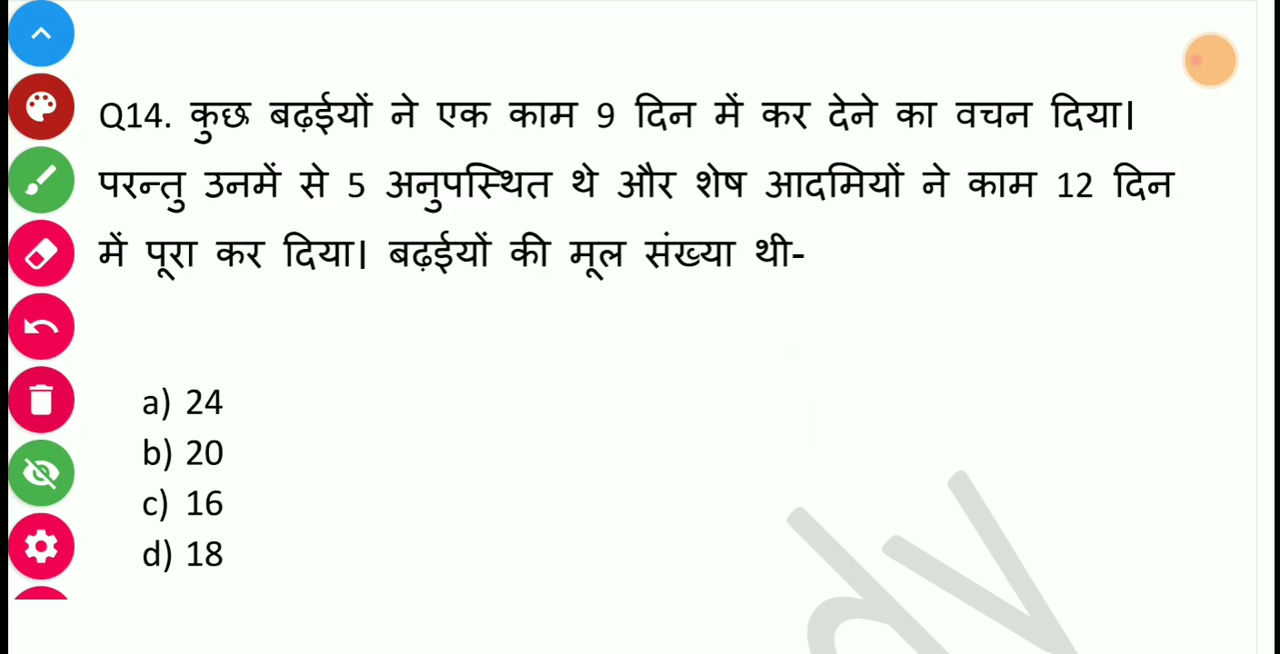 Q14. कुछ बढ़ईयों ने एक काम 9 दिन में कर देने का वचन दिया।
परन्तु उनमें से 5 अनुपस्थित थे और शेष आदमियों ने काम 12 दिन
में पूरा कर दिया। बढ़ईयों की मूल संख्या थी-
a) 24
b) 20
c) 16
d) 18